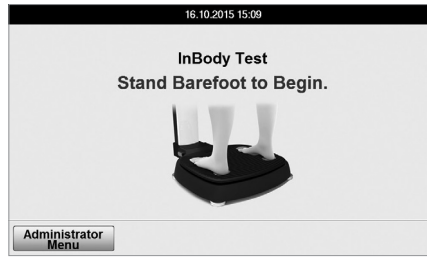 16.10.2015 15:09
InBody Test
Stand Barefoot to Begin.
Administrator
Menu